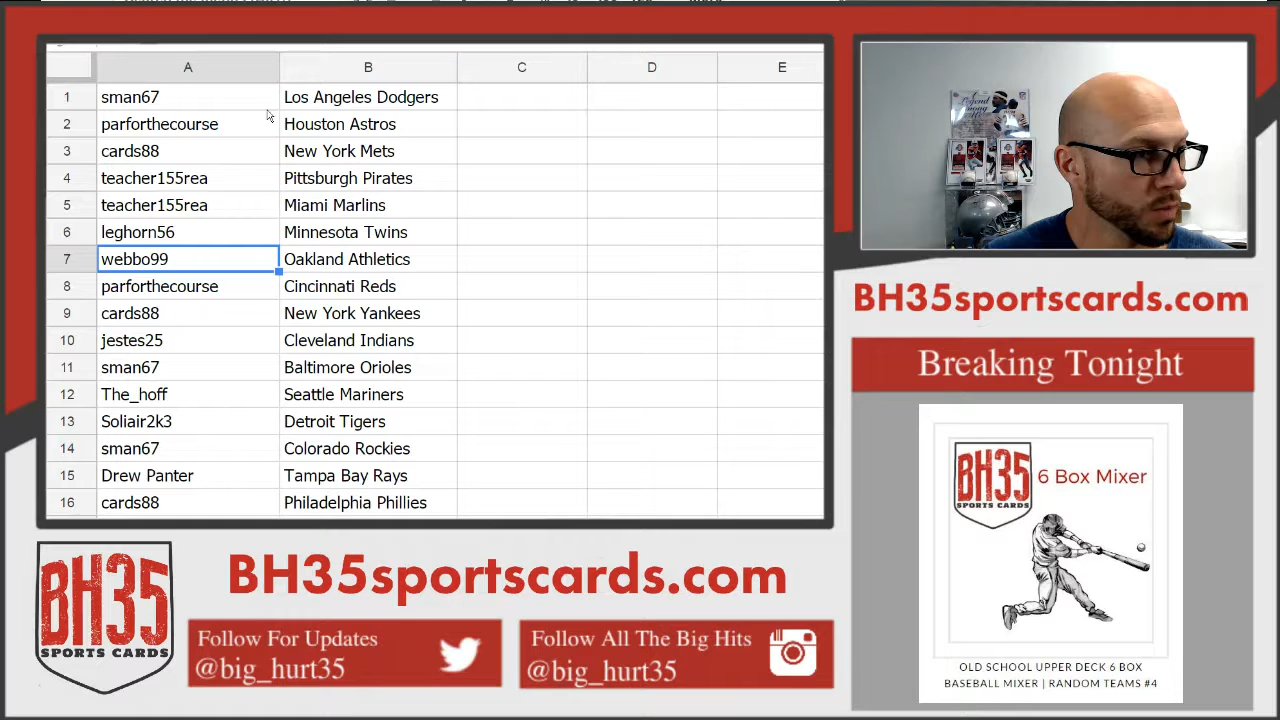 A B C D E
1 sman67 Los Angeles Dodgers
2 parforthecourse Houston Astros
3 cards88 New York Mets
4 teacher155rea Pittsburgh Pirates
5 teacher155rea Miami Marlins
6 leghorn56 Minnesota Twins
7 webbo99 Oakland Athletics
8 parforthecourse Cincinnati Reds
9 cards88 New York Yankees
10 jestes25 Cleveland Indians
11 sman67 Baltimore Orioles
12 The_hoff Seattle Mariners
13 Soliair2k3 Detroit Tigers
14 sman67 Colorado Rockies
15 Drew Panter Tampa Bay Rays
16 cards88 Philadelphia Phillies
Legend
BH35sportscards.com
Breaking Tonight
BH35
SPORTS CARDS
6 Box Mixer
OLD SCHOOL UPPER DECK 6 BOX
BASEBALL MIXER | RANDOM TEAMS #4
BH35
SPORTS CARDS
BH35sportscards.com
Follow For Updates
@big_hurt35
Follow All The Big Hits
@big_hurt35